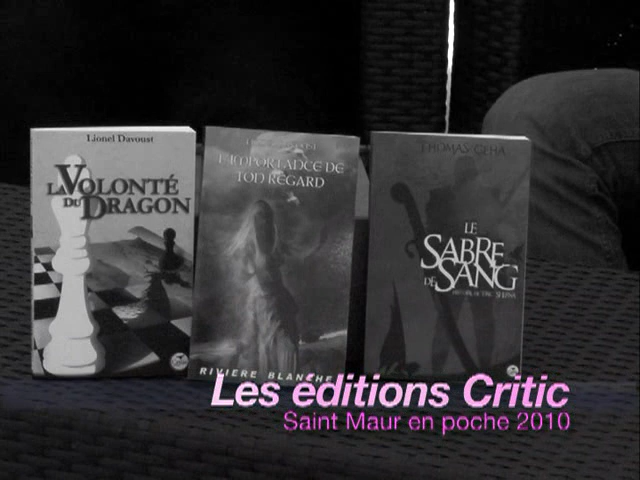 Lionel Davoust
LA VOLONTÉ
DU DRAGON
L'IMPORTANCE DE
TON REGARD
RIVIERE BLANCHE
THOMAS GEHA
LE
SABRE
DE SANG
Les éditions Critic
Saint Maur en poche 2010